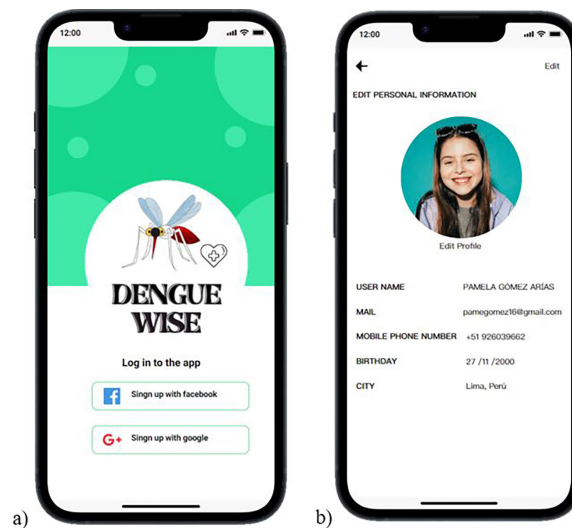 12:00
DENGUE
WISE
Log in to the app
Singn up with facebook
G+ Singn up with google
a)
12:00
Edit
EDIT PERSONAL INFORMATION
Edit Profile
USER NAME PAMELA GÓMEZ ARÍAS
MAIL pamegomez16@gmail.com
MOBILE PHONE NUMBER +51 926039662
BIRTHDAY 27 /11 /2000
CITY Lima, Perú
b)